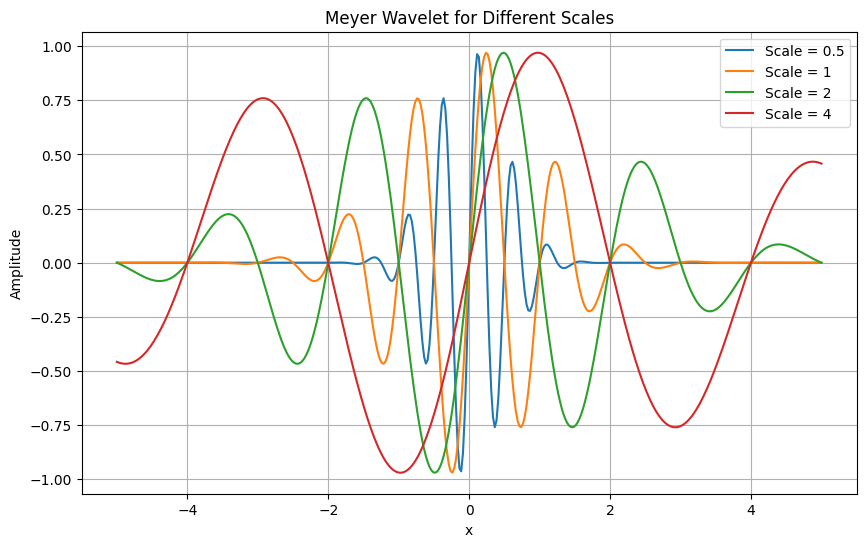 Meyer Wavelet for Different Scales
Scale = 0.5
Scale = 1
Scale = 2
Scale = 4
Amplitude
1.00
0.75
0.50
0.25
0.00
−0.25
−0.50
−0.75
−1.00
−4
−2
0
2
4
x